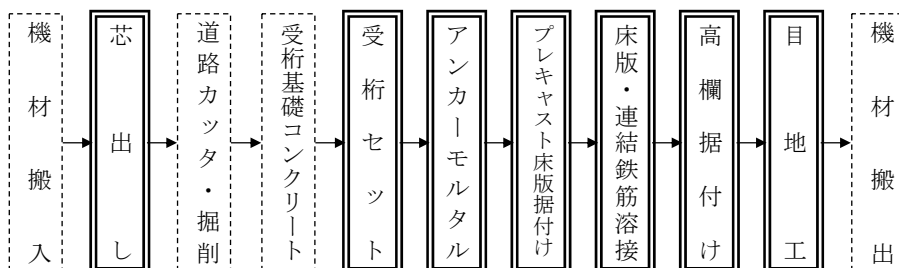 機材搬入
芯出し
道路カッタ・掘削
受桁基礎コンクリート
受桁セット
アンカーモルタル
プレキャスト床版据付け
床版・連結鉄筋溶接
高欄据付け
目地工
機材搬出